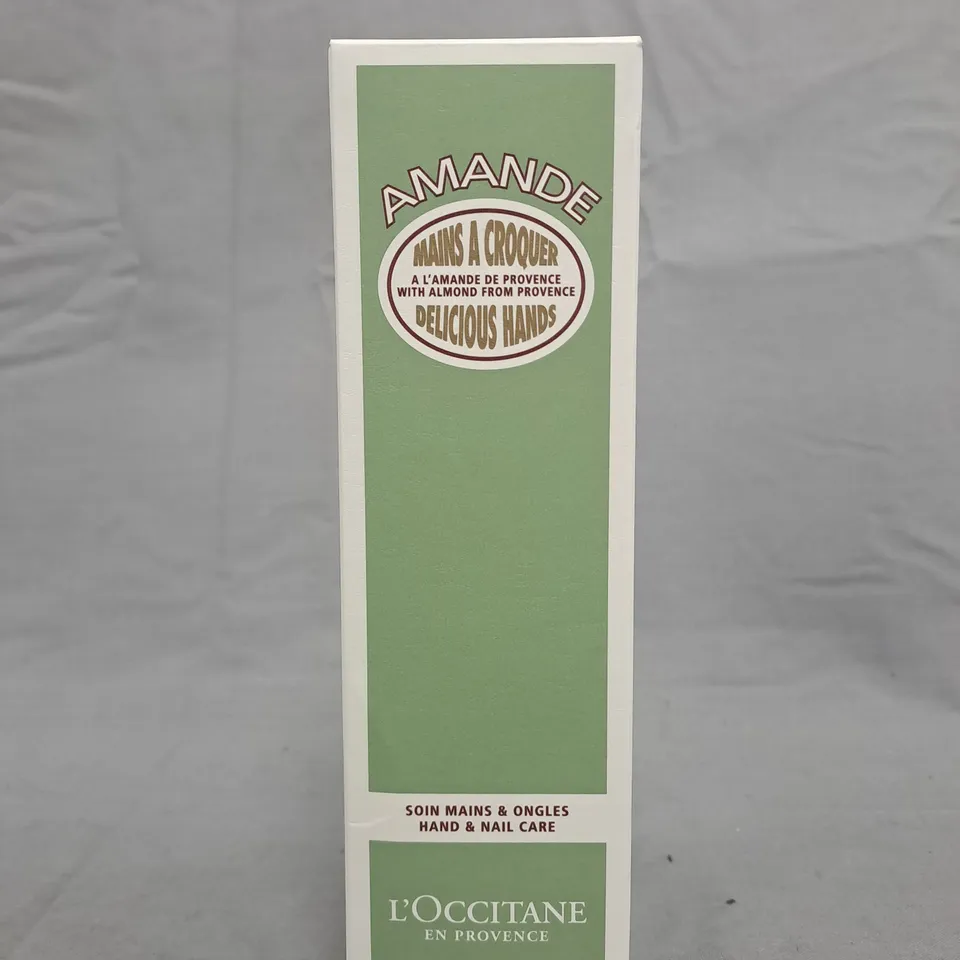 AMANDE
MAINS A CROQUER
A L'AMANDE DE PROVENCE
WITH ALMOND FROM PROVENCE
DELICIOUS HANDS
SOIN MAINS & ONGLES
HAND & NAIL CARE
L'OCCITANE
EN PROVENCE